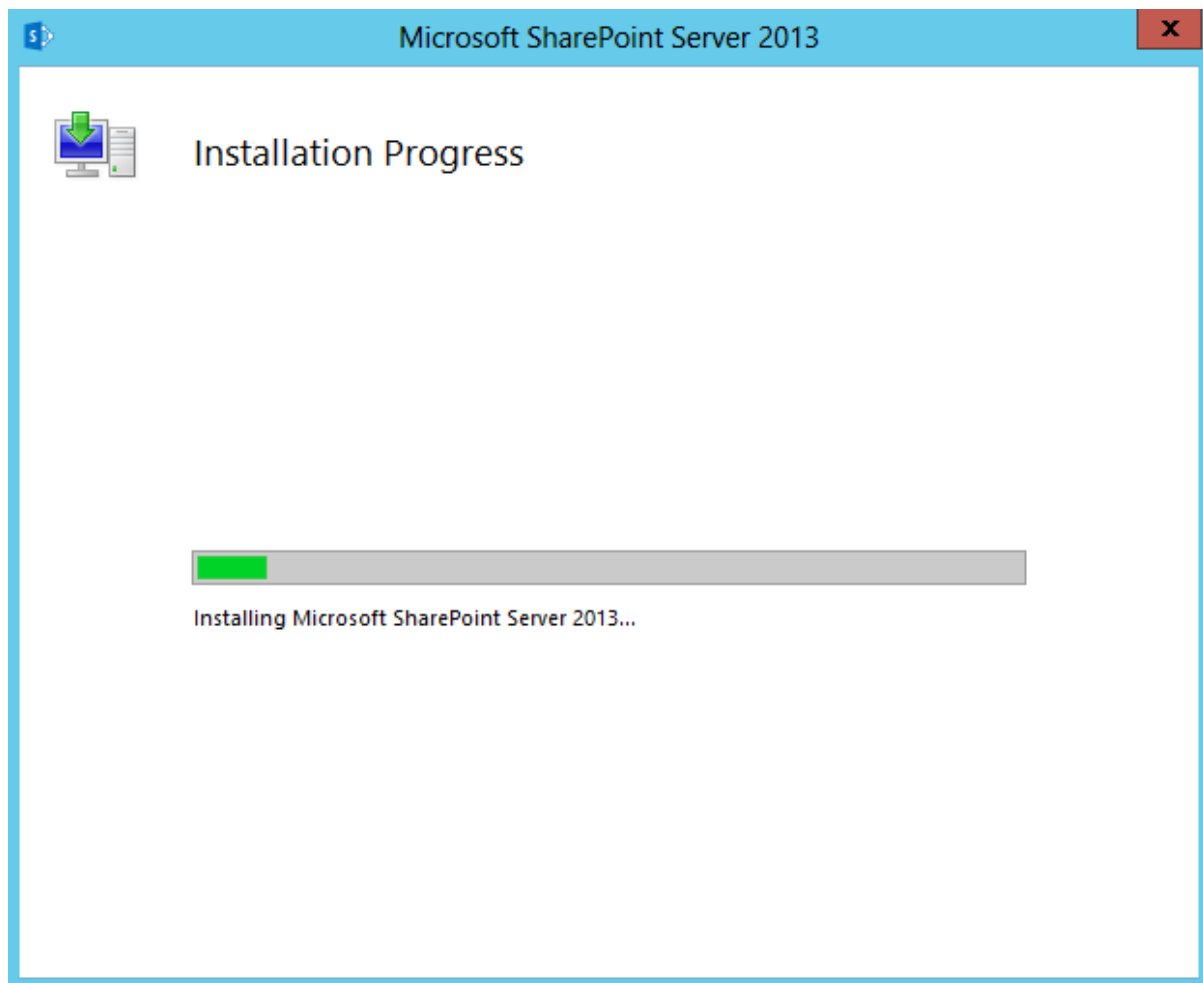 Microsoft SharePoint Server 2013
Installation Progress
Installing Microsoft SharePoint Server 2013...